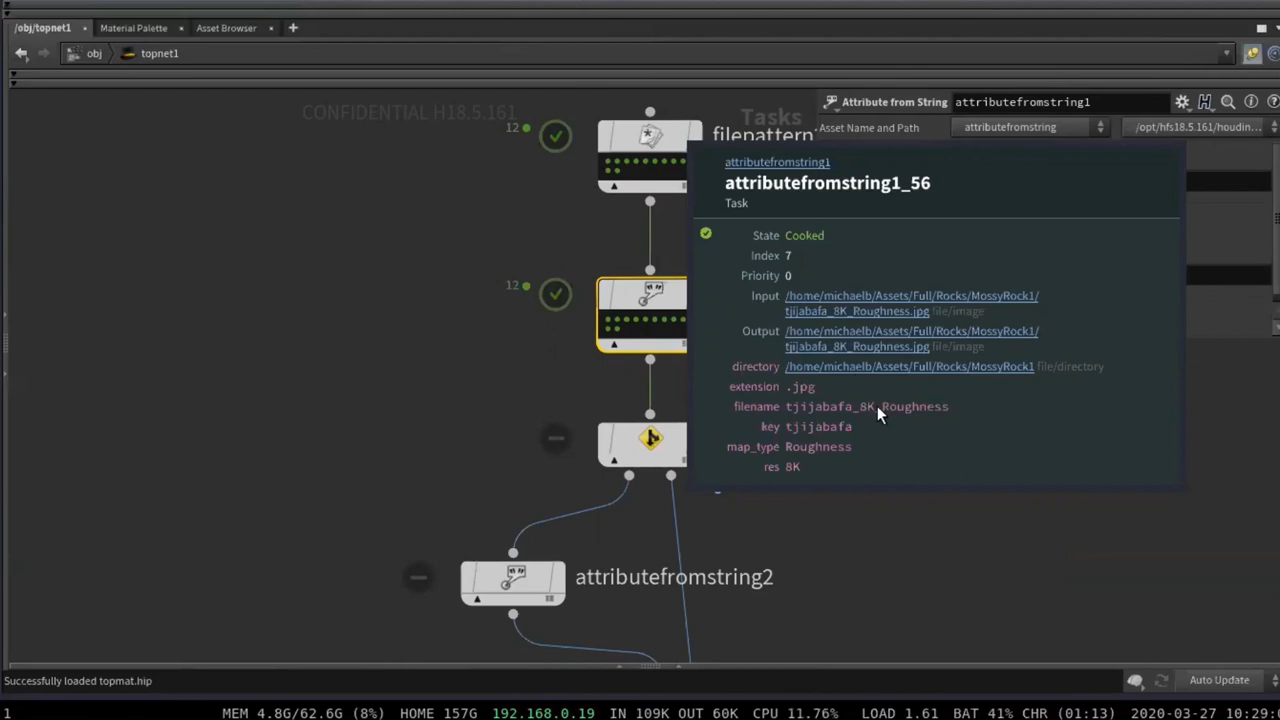 /obj/topnet1 × Material Palette × Asset Browser × +
obj topnet1
CONFIDENTIAL H18.5.161
Tasks
Attribute from String attributefromstring1
Asset Name and Path attributefromstring /opt/hfs18.5.161/houdin...
12
filepattern
attributefromstring1
attributefromstring1_56
Task
State Cooked
Index 7
Priority 0
Input /home/michaelb/Assets/Full/Rocks/MossyRock1/
tjijabafa_8K_Roughness.jpg file/image
Output /home/michaelb/Assets/Full/Rocks/MossyRock1/
tjijabafa_8K_Roughness.jpg file/image
directory /home/michaelb/Assets/Full/Rocks/MossyRock1 file/directory
extension .jpg
filename tjijabafa_8K_Roughness
key tjijabafa
map_type Roughness
res 8K
12
attributefromstring2
Successfully loaded topmat.hip
Auto Update
1 MEM 4.8G/62.6G (8%) HOME 157G 192.168.0.19 IN 109K OUT 60K CPU 11.76% LOAD 1.61 BAT 41% CHR (01:13) 2020-03-27 10:29: